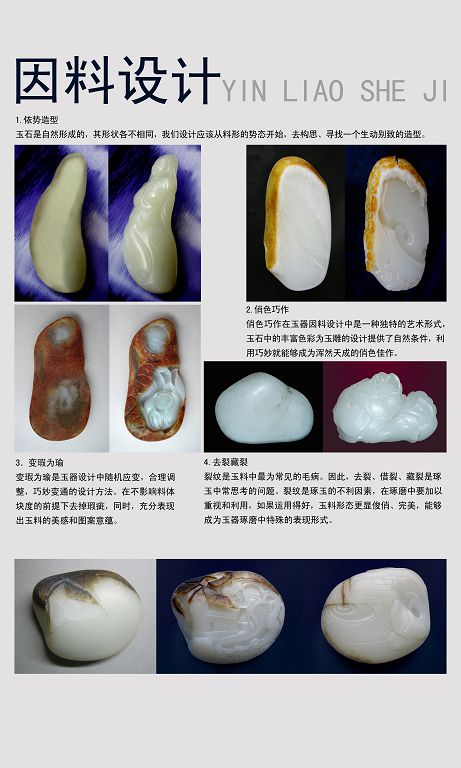 因料设计YIN LIAO SHE JI
1.依势造型
玉石是自然形成的，其形状各不相同，我们设计应该从料形的势态开始，去构思、寻找一个生动别致的造型。
2.俏色巧作
俏色巧作在玉器因料设计中是一种独特的艺术形式，
玉石中的丰富色彩为玉雕的设计提供了自然条件，利
用巧妙就能够成为浑然天成的俏色佳作。
3. 变瑕为瑜
变瑕为瑜是玉器设计中随机应变，合理调
整，巧妙变通的设计方法。在不影响料体
块度的前提下去掉瑕疵，同时，充分表现
出玉料的美感和图案意蕴。
4.去裂藏裂
裂纹是玉料中最为常见的毛病。因此，去裂、借裂、藏裂是琢
玉中常思考的问题。裂纹是琢玉的不利因素，在琢磨中要加以
重视和利用，如果运用得好，玉料形态更显俊俏、完美，能够
成为玉器琢磨中特殊的表现形式。